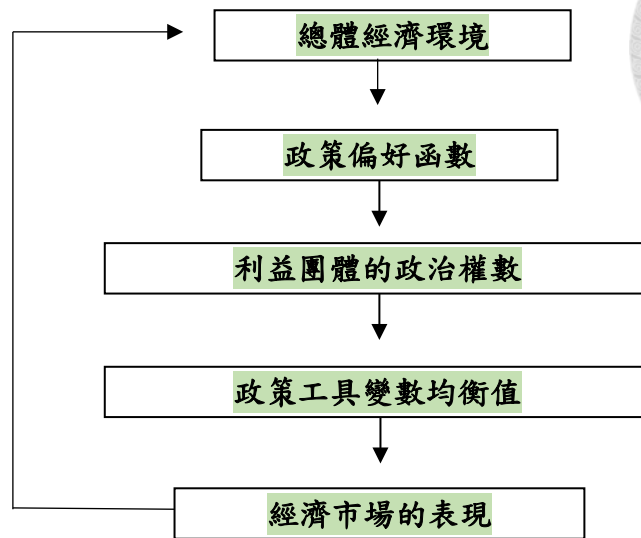 總體經濟環境
政策偏好函數
利益團體的政治權數
政策工具變數均衡值
經濟市場的表現